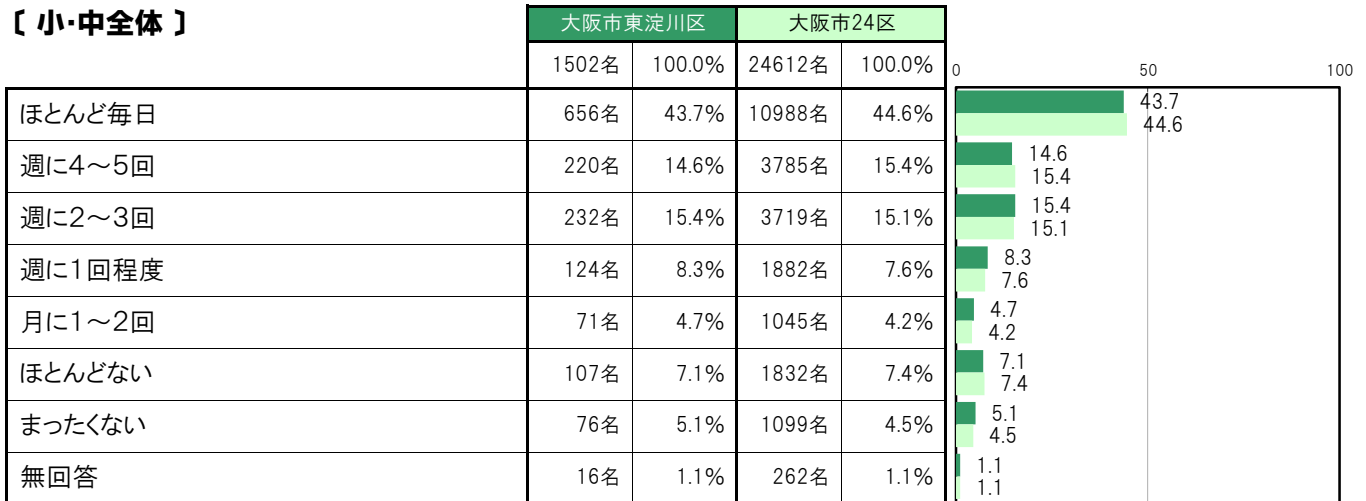 〔 小・中全体 〕
大阪市東淀川区 大阪市24区
1502名 100.0% 24612名 100.0%
0 50 100
ほとんど毎日 656名 43.7% 10988名 44.6% 43.7
44.6
週に4～5回 220名 14.6% 3785名 15.4% 14.6
15.4
週に2～3回 232名 15.4% 3719名 15.1% 15.4
15.1
週に1回程度 124名 8.3% 1882名 7.6% 8.3
7.6
月に1～2回 71名 4.7% 1045名 4.2% 4.7
4.2
ほとんどない 107名 7.1% 1832名 7.4% 7.1
7.4
まったくない 76名 5.1% 1099名 4.5% 5.1
4.5
無回答 16名 1.1% 262名 1.1% 1.1
1.1